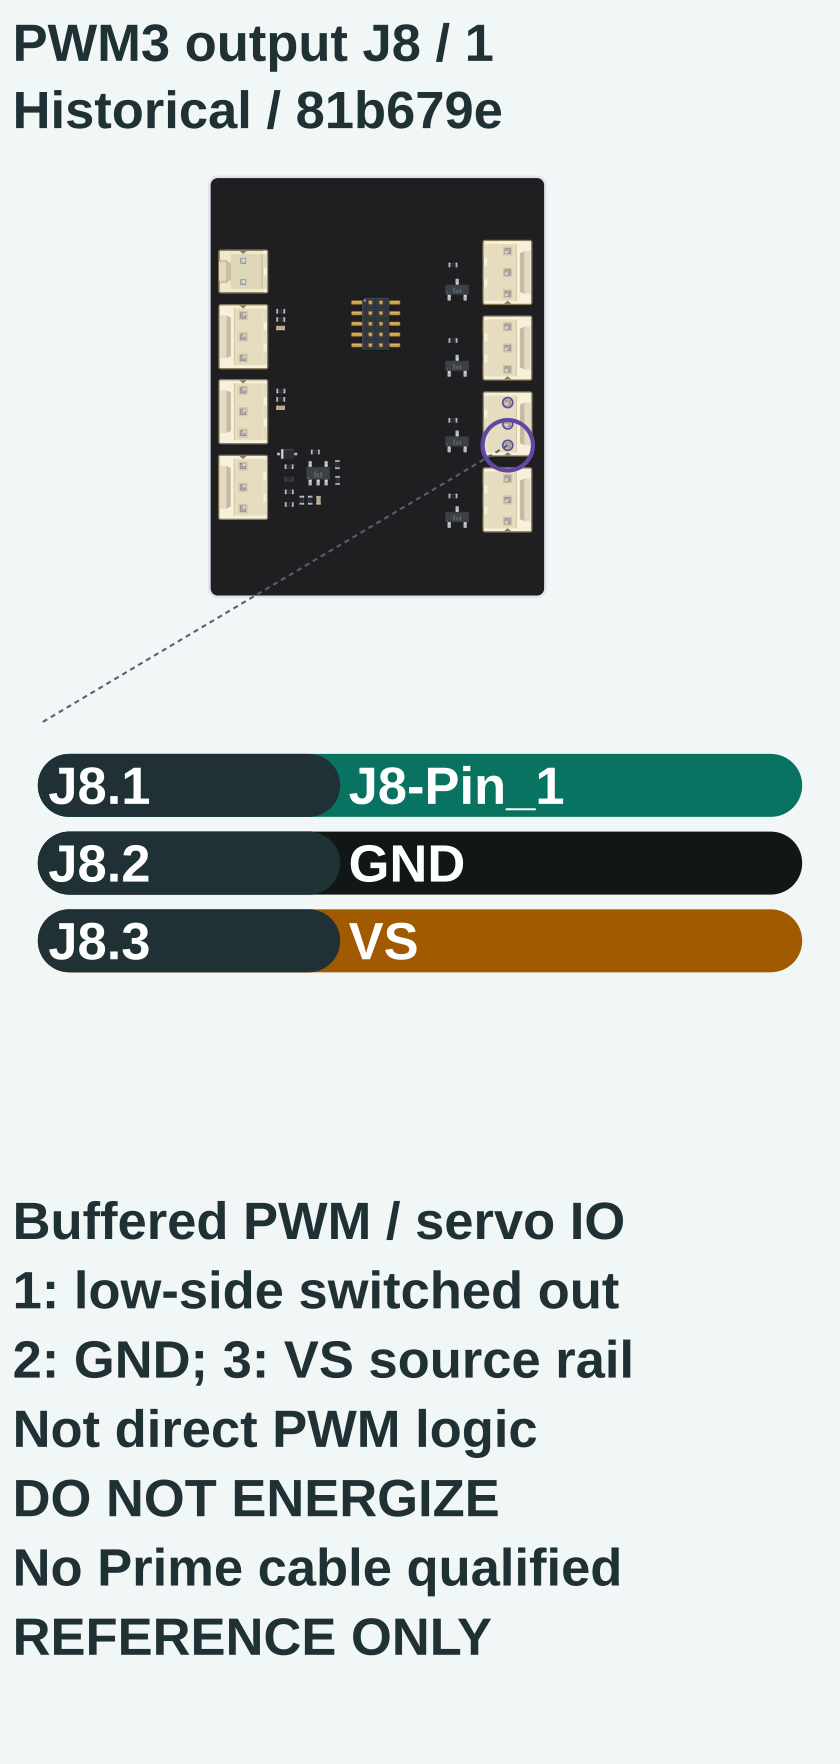 PWM3 output J8 / 1
Historical / 81b679e
J8.1 J8-Pin_1
J8.2 GND
J8.3 VS
Buffered PWM / servo IO
1: low-side switched out
2: GND; 3: VS source rail
Not direct PWM logic
DO NOT ENERGIZE
No Prime cable qualified
REFERENCE ONLY